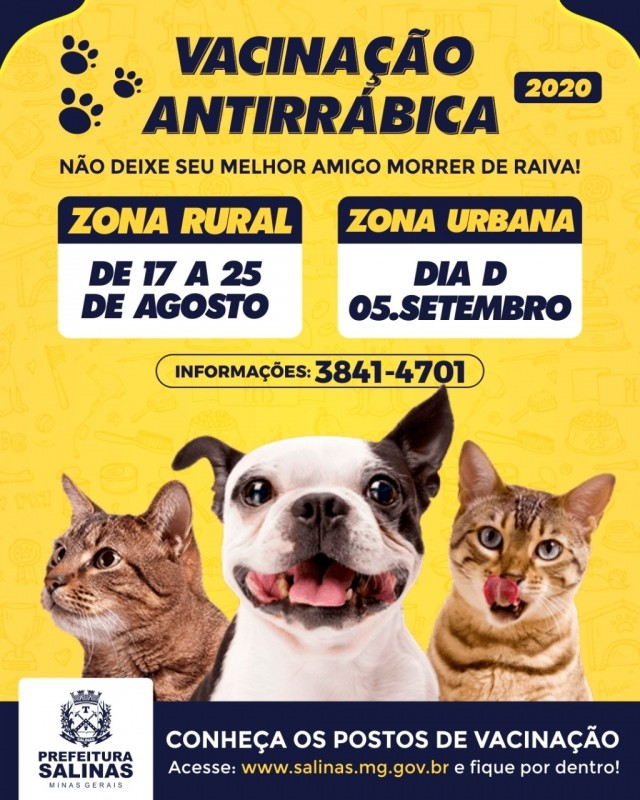 VACINAÇÃO
ANTIRRÁBICA
2020
NÃO DEIXE SEU MELHOR AMIGO MORRER DE RAIVA!
ZONA RURAL
DE 17 A 25
DE AGOSTO
ZONA URBANA
DIA D
05.SETEMBRO
INFORMAÇÕES: 3841-4701
PREFEITURA
SALINAS
MINAS GERAIS
CONHEÇA OS POSTOS DE VACINAÇÃO
Acesse: www.salinas.mg.gov.br e fique por dentro!